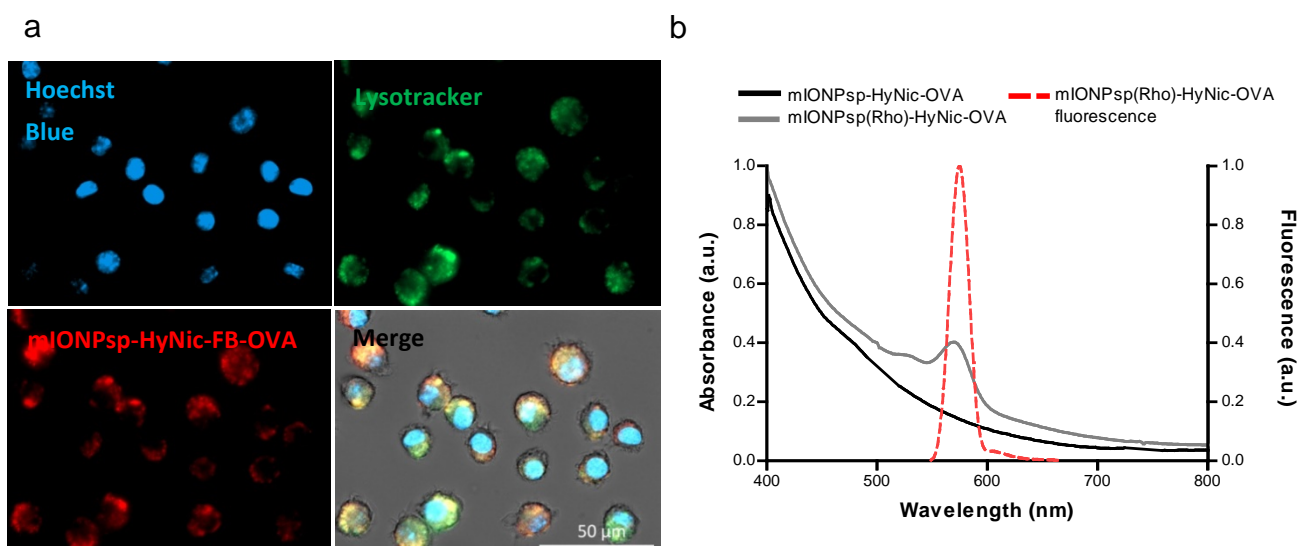 a
Hoechst
Blue
Lysotracker
mIONPsp-HyNic-FB-OVA
Merge
50 µm
b
mIONPsp-HyNic-OVA
mIONPsp(Rho)-HyNic-OVA
mIONPsp(Rho)-HyNic-OVA
fluorescence
Absorbance (a.u.)
1.0
0.8
0.6
0.4
0.2
0.0
400
500
600
700
800
Wavelength (nm)
1.0
0.8
0.6
0.4
0.2
0.0
Fluorescence
(a.u.)